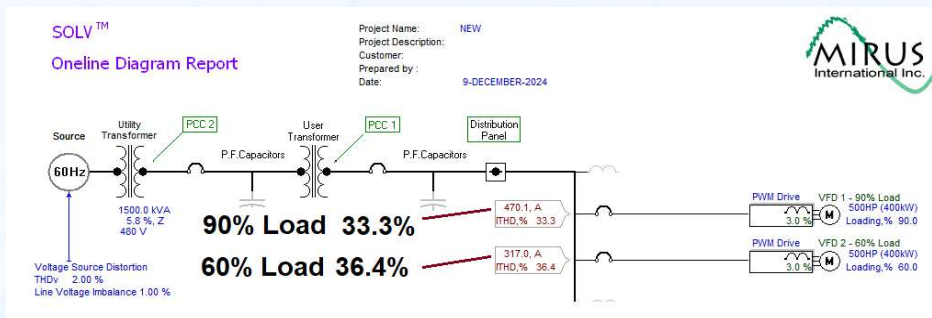 SOLV™
Oneline Diagram Report
Project Name: NEW
Project Description:
Customer:
Prepared by :
Date: 9-DECEMBER-2024
MIRUS
International Inc.
Source
Utility
Transformer
PCC 2
P.F.Capacitors
User
Transformer
PCC 1
P.F.Capacitors
Distribution
Panel
60Hz
1500.0 kVA
5.8 %, Z
480 V
90% Load 33.3%
60% Load 36.4%
470.1, A
ITHD,% 33.3
317.0, A
ITHD,% 36.4
PWM Drive
3.0 %
M
VFD 1 - 90% Load
500HP (400kW)
Loading,% 90.0
PWM Drive
3.0 %
M
VFD 2 - 60% Load
500HP (400kW)
Loading,% 60.0
Voltage Source Distortion
THDv 2.00 %
Line Voltage Imbalance 1.00 %